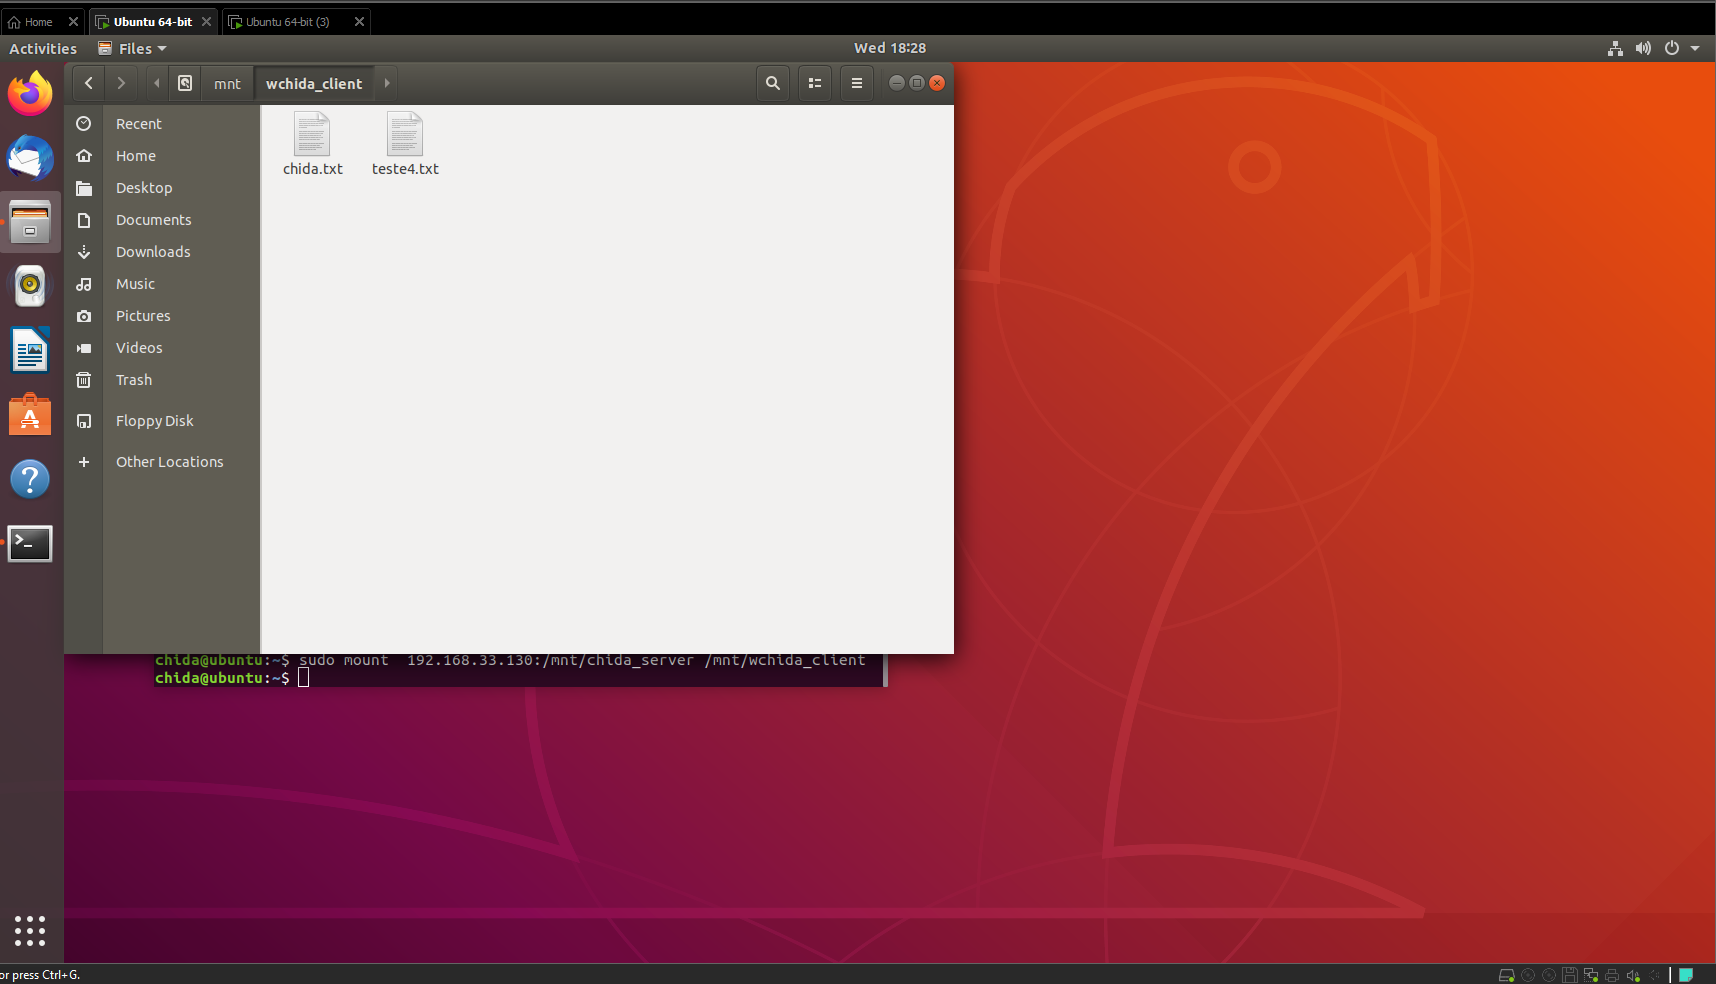 Home
Ubuntu 64-bit
Ubuntu 64-bit (3)
Activities
Files
Wed 18:28
mnt
wchida_client
Recent
Home
Desktop
Documents
Downloads
Music
Pictures
Videos
Trash
Floppy Disk
Other Locations
chida.txt
teste4.txt
chida@ubuntu:~$ sudo mount  192.168.33.130:/mnt/chida_server /mnt/wchida_client
chida@ubuntu:~$
or press Ctrl+G.